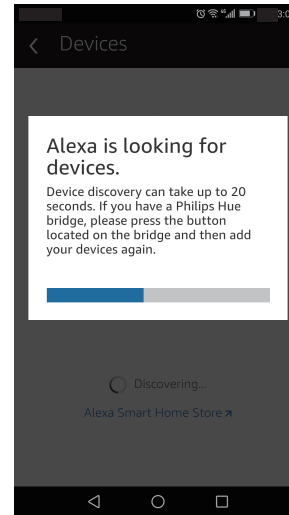 3:0
Devices
Alexa is looking for
devices.
Device discovery can take up to 20
seconds. If you have a Philips Hue
bridge, please press the button
located on the bridge and then add
your devices again.
Discovering...
Alexa Smart Home Store